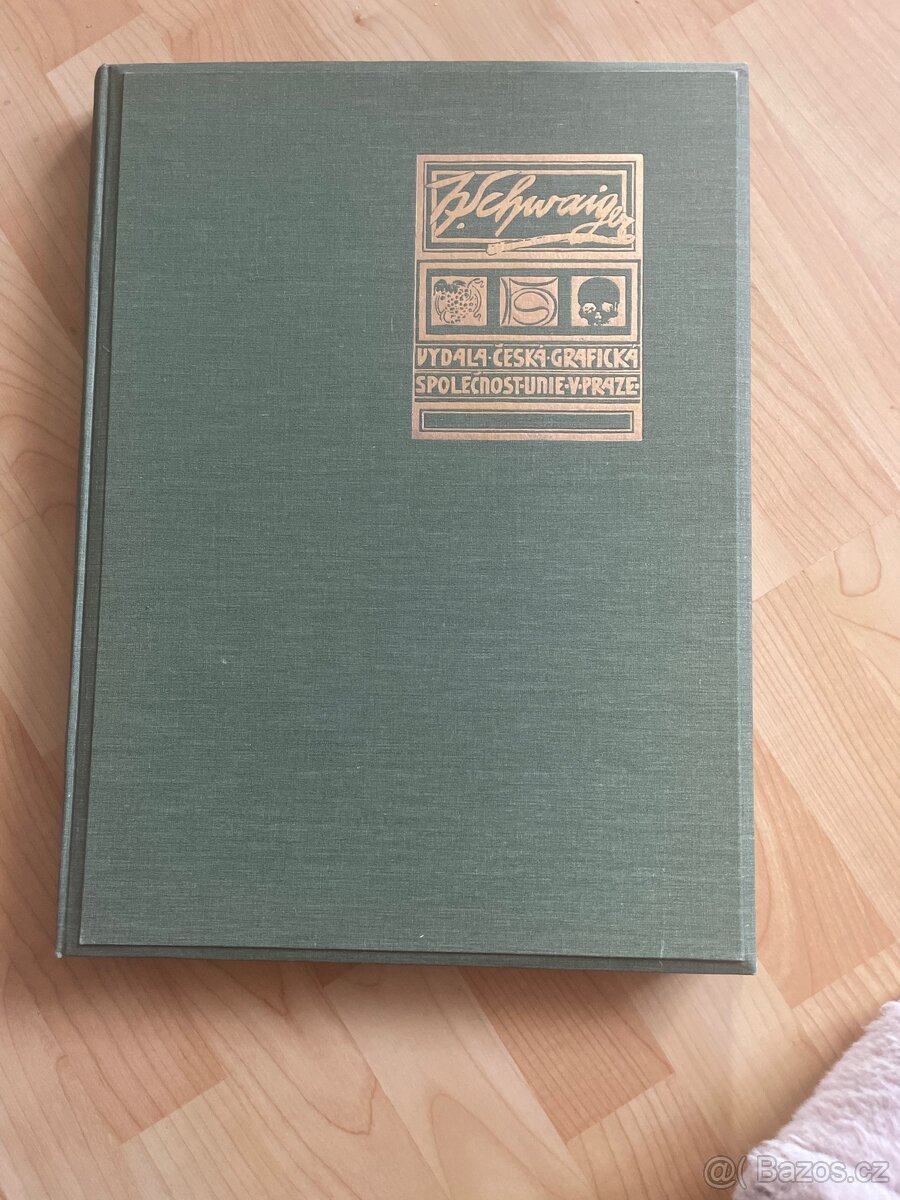 H. Schwaiger
VYDALA·ČESKÁ·GRAFICKÁ
SPOLEČNOST·UNIE·V·PRAZE·
@( Bazos.cz